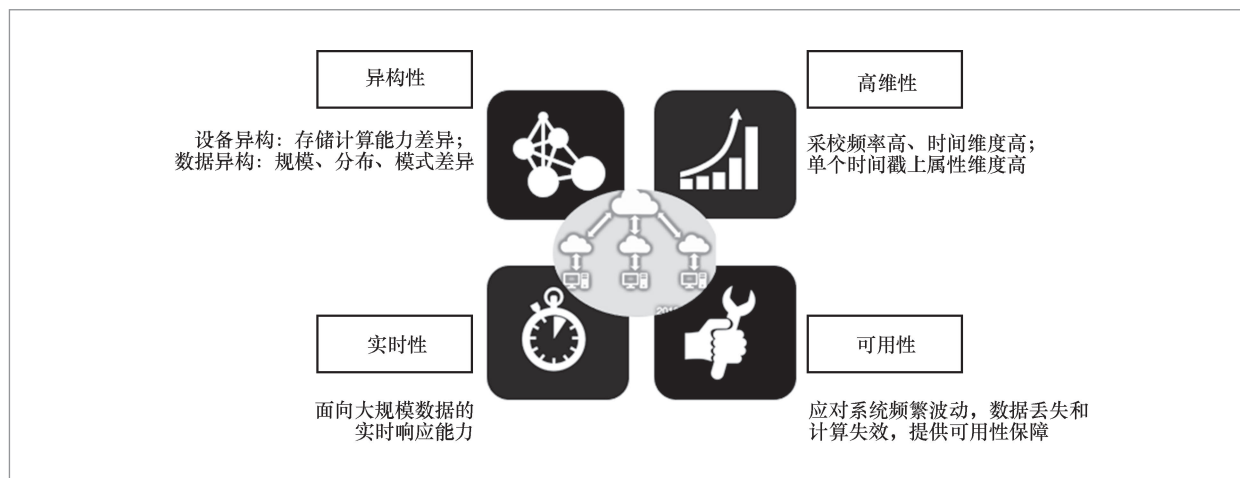 异构性
设备异构：存储计算能力差异；
数据异构：规模、分布、模式差异
高维性
采校频率高、时间维度高；
单个时间戳上属性维度高
实时性
面向大规模数据的
实时响应能力
可用性
应对系统频繁波动，数据丢失和
计算失效，提供可用性保障